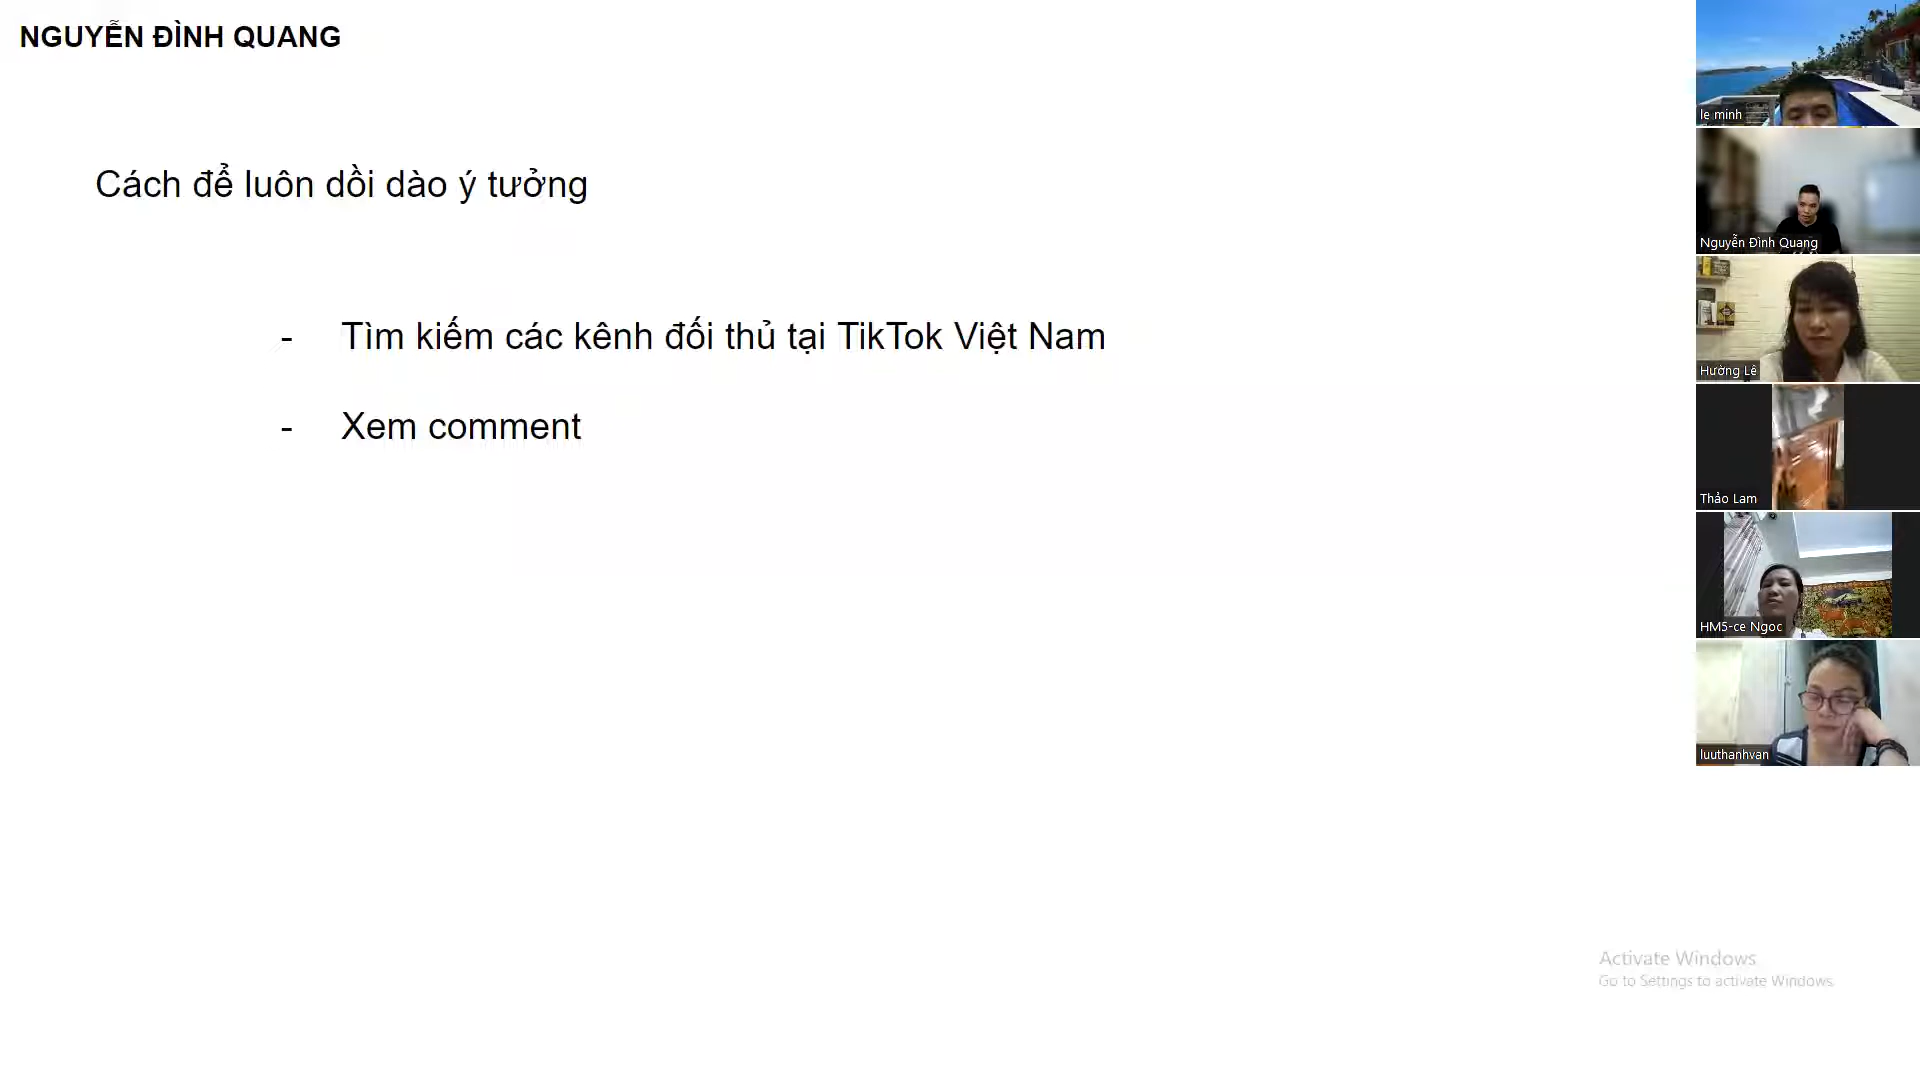 NGUYỄN ĐÌNH QUANG
Cách để luôn dồi dào ý tưởng
- Tìm kiếm các kênh đối thủ tại TikTok Việt Nam
- Xem comment
le minh
Nguyễn Đình Quang
Hường Lê
Thảo Lam
HM5-ce Ngoc
luuthanhvan
Activate Windows
Go to Settings to activate Windows.